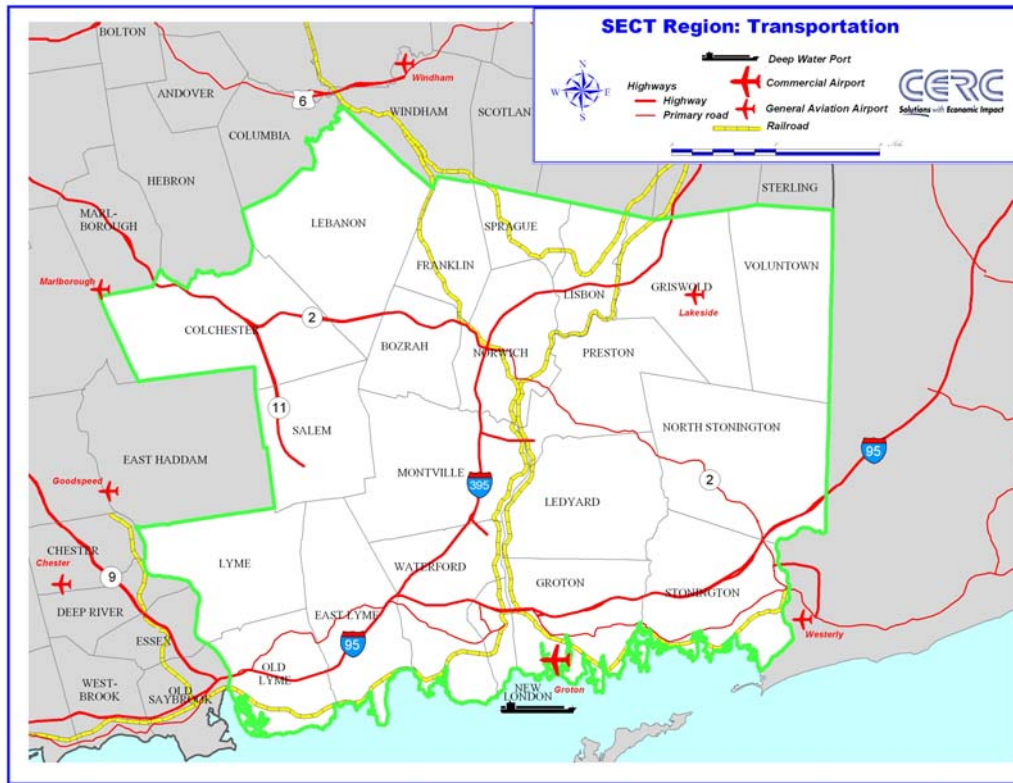 SECT Region: Transportation
Deep Water Port
Highways
Commercial Airport
Highway
Primary road
General Aviation Airport
Railroad
N
W E
S
CERC
Solutions with Economic Impact
BOLTON
Windham
6
ANDOVER
WINDHAM
SCOTLAN
COLUMBIA
HEBRON
STERLING
MARL-
BOROUGH
LEBANON
SPRAGUE
VOLUNTOWN
FRANKLIN
Marlborough
LISBON
GRISWOLD
Lakeside
2
COLCHESTER
BOZRAH
NORWICH
PRESTON
11
SALEM
NORTH STONINGTON
95
EAST HADDAM
MONTVILLE
2
395
Goodspeed
LEDYARD
CHESTER
Chester
9
LYME
WATERFORD
GROTON
STONINGTON
DEEP RIVER
EAST LYME
Westerly
ESSEX
95
OLD
LYME
WEST-
BROOK
OLD
SAYBROOK
Groton
NEW
LONDON